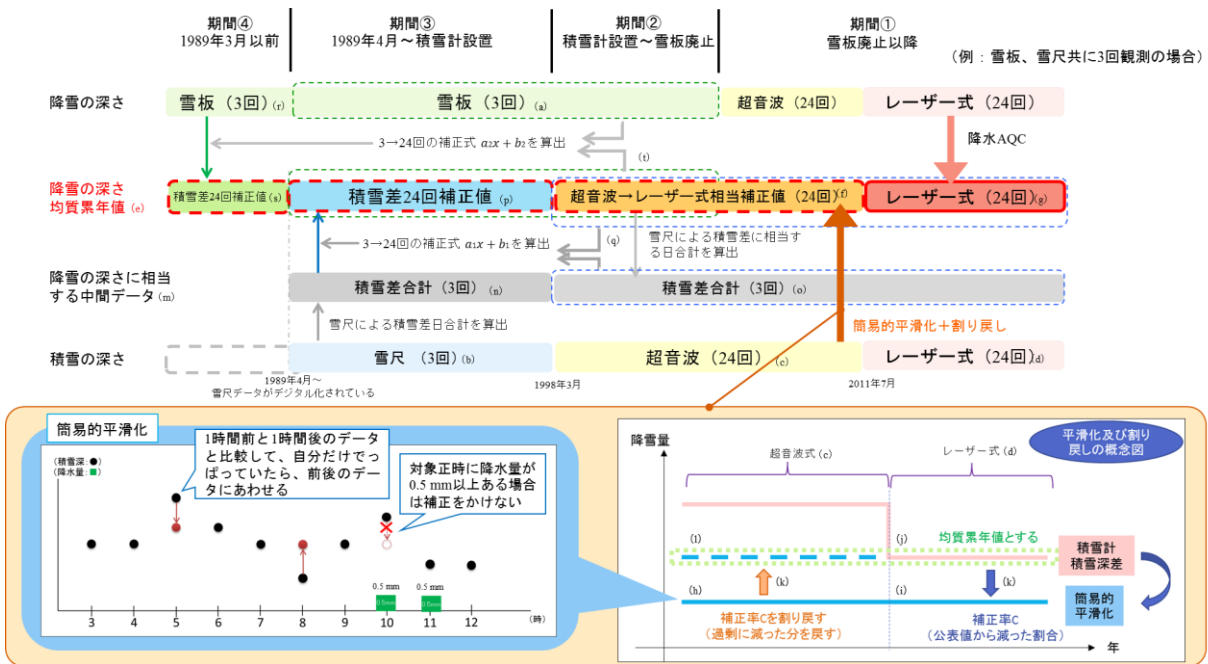 期間④
1989年3月以前
期間③
1989年4月～積雪計設置
期間②
積雪計設置～雪板廃止
期間①
雪板廃止以降
（例：雪板、雪尺共に3回観測の場合）
降雪の深さ
雪板（3回）(r)
雪板（3回）(a)
超音波（24回）
レーザー式（24回）
3→24回の補正式 a₂x + b₂を算出
(t)
降水AQC
降雪の深さ
均質累年値(e)
積雪差24回補正値(s)
積雪差24回補正値(p)
超音波→レーザー式相当補正値（24回）(f)
レーザー式（24回）(g)
3→24回の補正式 a₁x + b₁を算出
(q)
雪尺による積雪差に相当す
る日合計を算出
降雪の深さに相当
する中間データ(m)
積雪差合計（3回）(n)
積雪差合計（3回）(o)
雪尺による積雪差日合計を算出
簡易的平滑化＋割り戻し
積雪の深さ
雪尺（3回）(b)
超音波（24回）(c)
レーザー式（24回）(d)
1989年4月～
雪尺データがデジタル化されている
1998年3月
2011年7月
簡易的平滑化
（積雪深：●）
（降水量：■）
1時間前と1時間後のデータ
と比較して、自分だけでっ
ぱっていたら、前後のデー
タにあわせる
対象正時に降水量が
0.5 mm以上ある場合
は補正をかけない
0.5 mm
0.5 mm
0.5mm
0.5mm
3 4 5 6 7 8 9 10 11 12 （時）
降雪量
平滑化及び割り
戻しの概念図
超音波式(c)
レーザー式(d)
(l)
(j)
均質累年値とする
積雪計
積雪深差
(k)
(k)
(h)
(i)
簡易的
平滑化
補正率Cを割り戻す
（過剰に減った分を戻す）
補正率C
（公表値から減った割合）
年